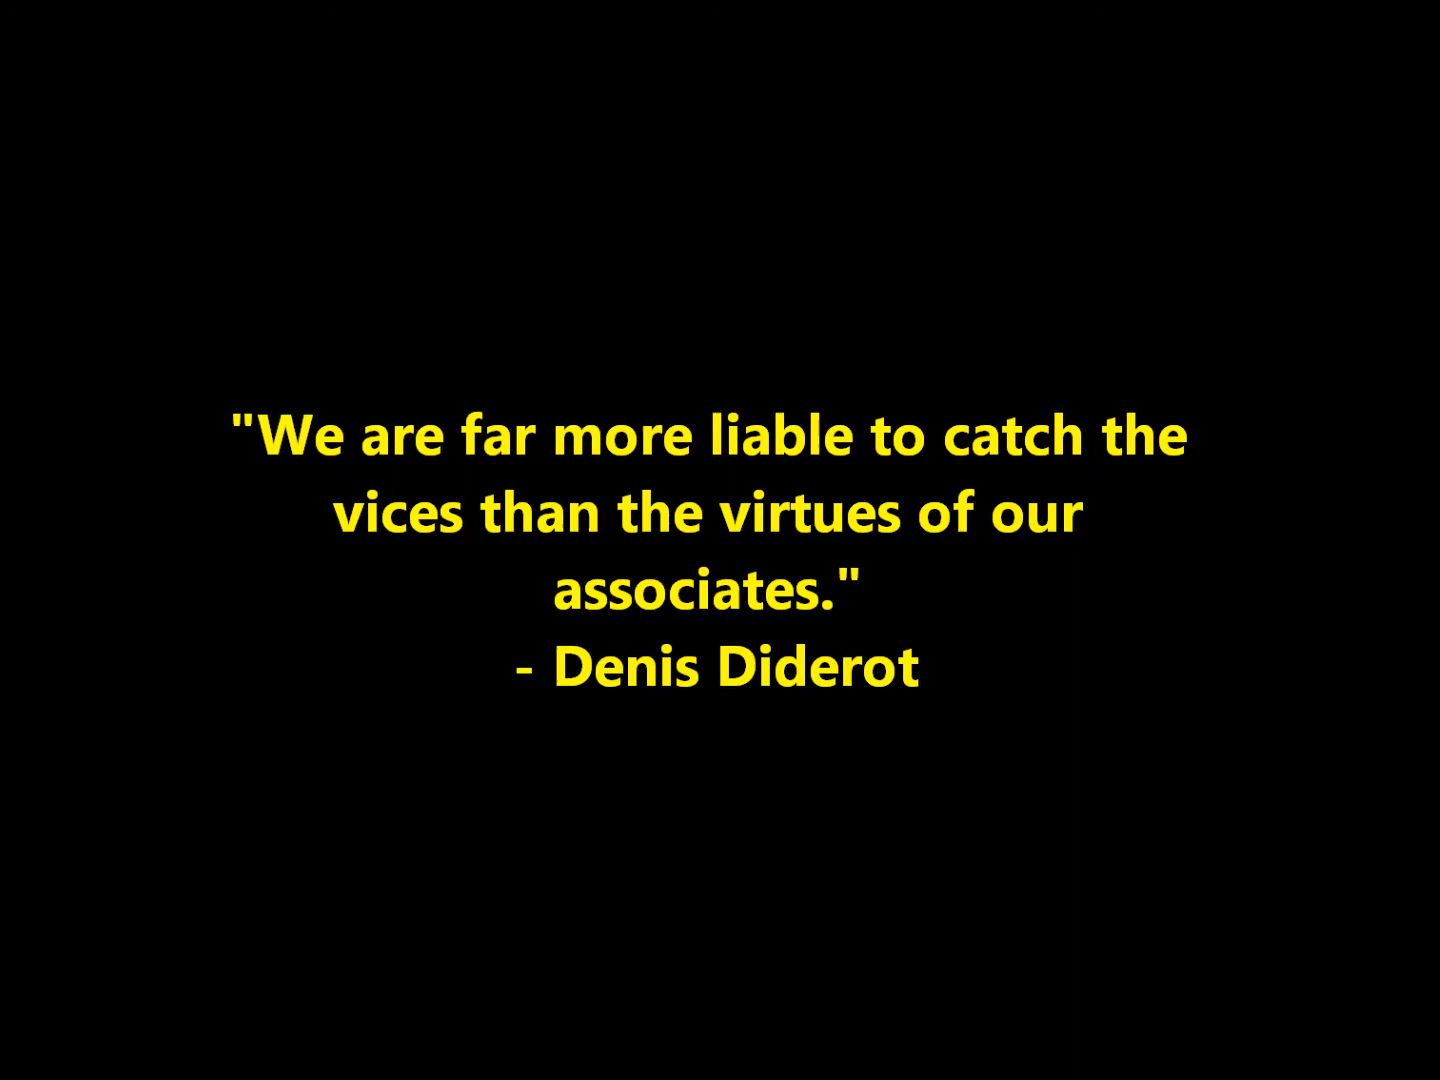 "We are far more liable to catch the
vices than the virtues of our
associates."
- Denis Diderot